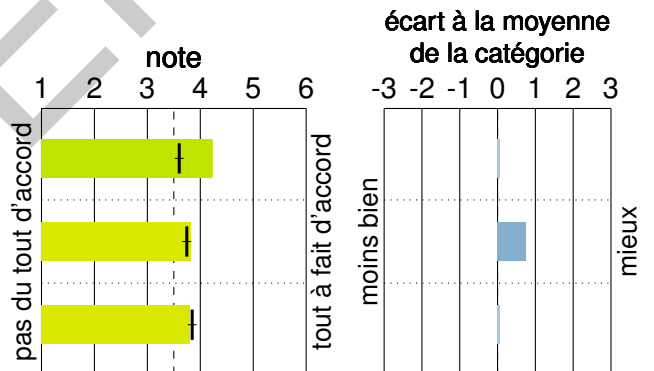 écart à la moyenne
de la catégorie
note
1 2 3 4 5 6
-3 -2 -1 0 1 2 3
pas du tout d'accord
tout à fait d'accord
moins bien
mieux